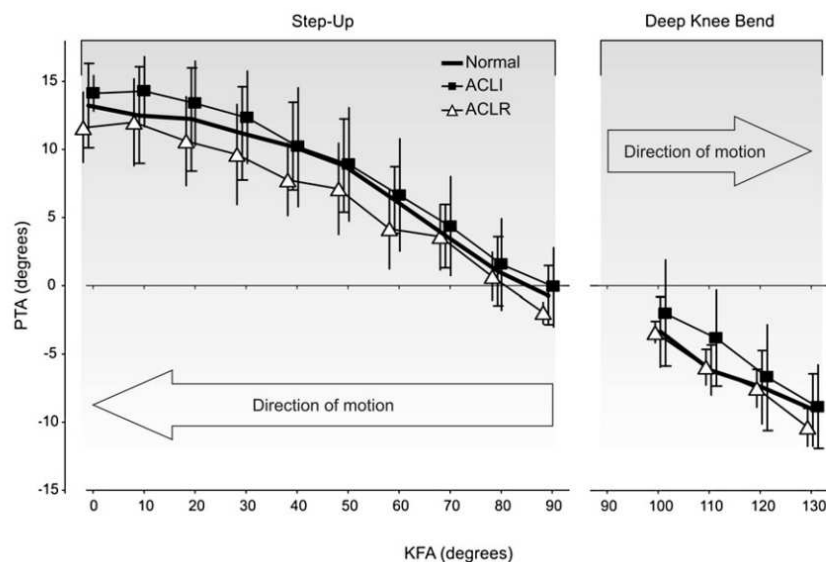 Step-Up
Deep Knee Bend
Normal
ACLI
ACLR
Direction of motion
Direction of motion
PTA (degrees)
15
10
5
0
-5
-10
-15
0 10 20 30 40 50 60 70 80 90
90 100 110 120 130
KFA (degrees)